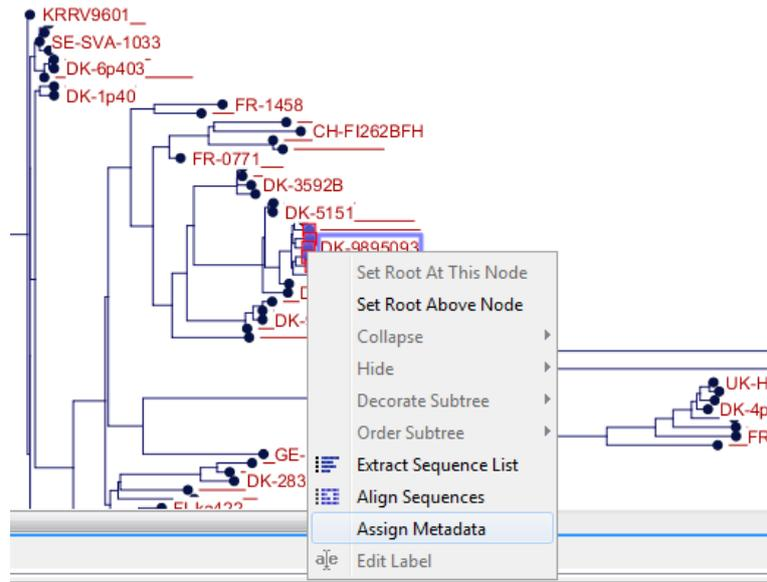 KRRV9601
SE-SVA-1033
DK-6p403
DK-1p40
FR-1458
CH-FI262BFH
FR-0771
DK-3592B
DK-5151
DK-9895093
Set Root At This Node
Set Root Above Node
Collapse
Hide
UK-H
Decorate Subtree
DK-4p
Order Subtree
FR
GE-
Extract Sequence List
DK-283
Align Sequences
Assign Metadata
Edit Label